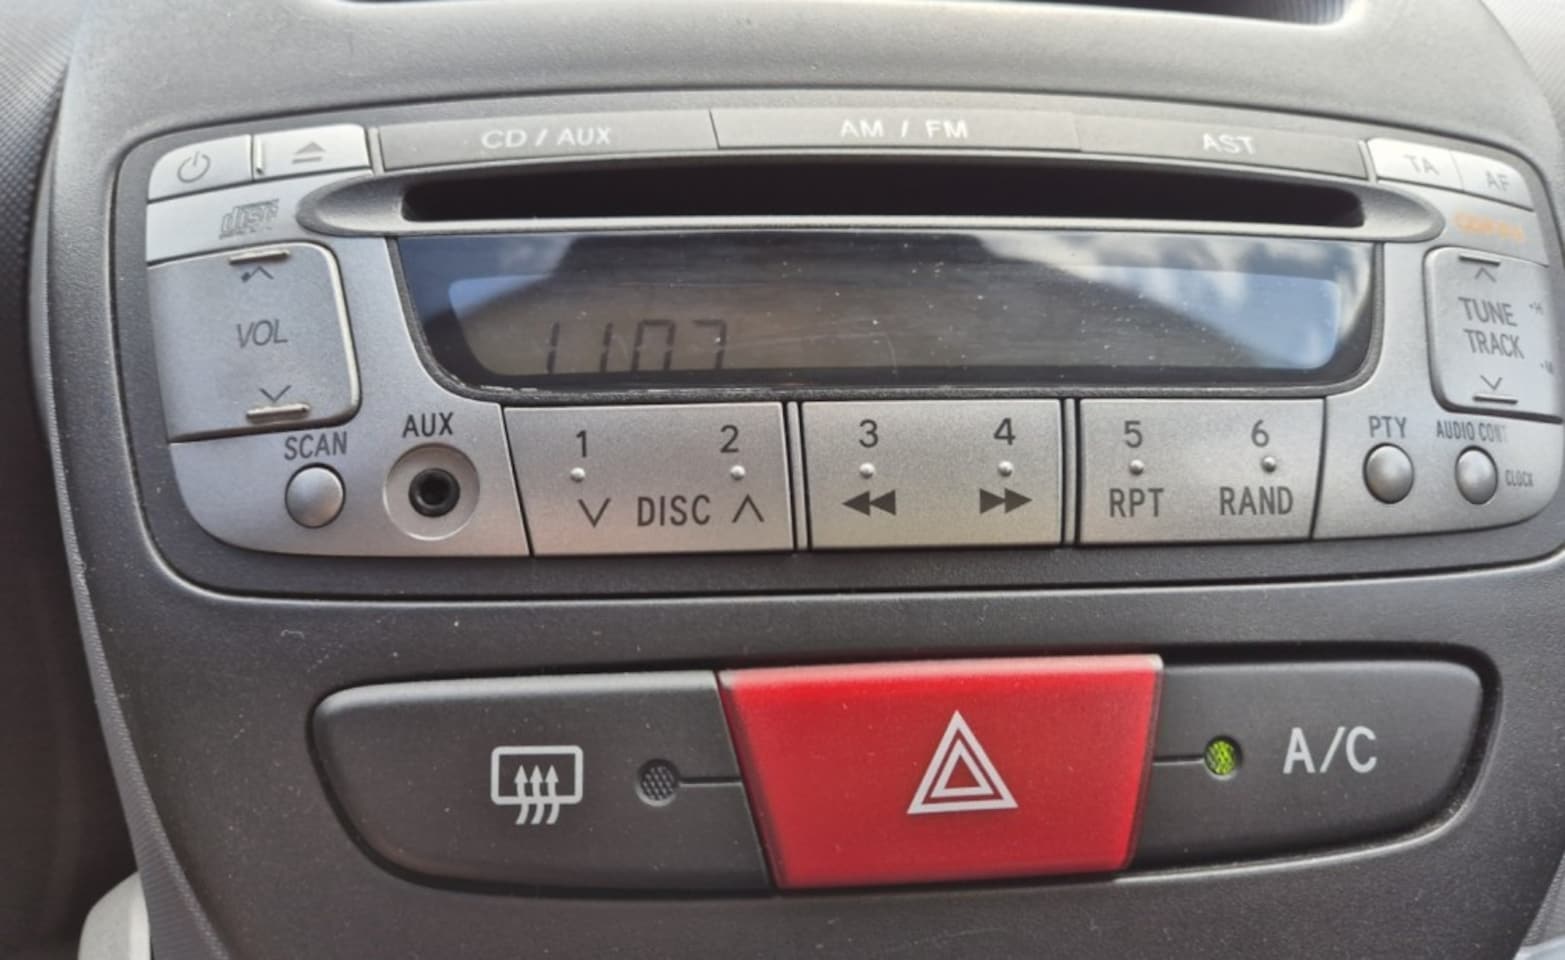 CD / AUX AM / FM AST TA AF
disc
VOL
1107
TUNE
TRACK
SCAN AUX 1 2 3 4 5 6 PTY AUDIO CONT
DISC RPT RAND CLOCK
A/C